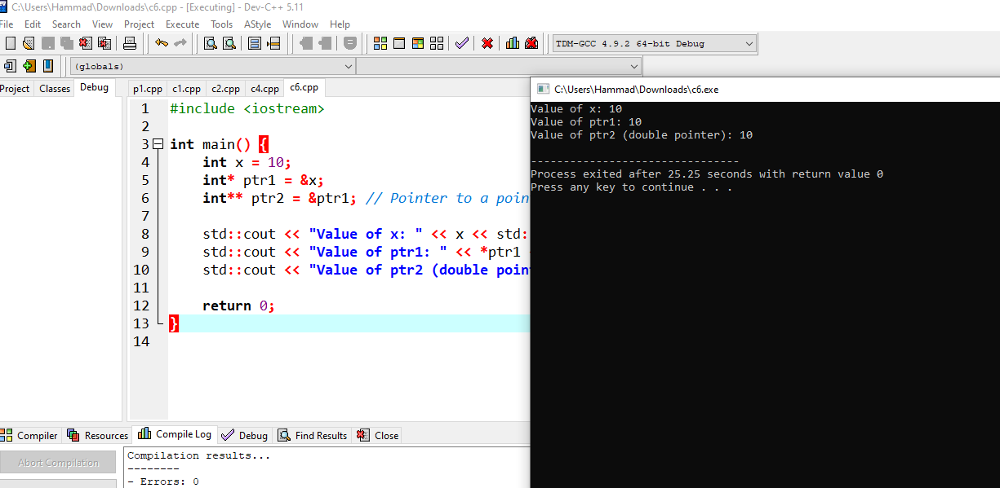 C:\Users\Hammad\Downloads\c6.cpp - [Executing] - Dev-C++ 5.11
File Edit Search View Project Execute Tools AStyle Window Help
TDM-GCC 4.9.2 64-bit Debug
(globals)
Project Classes Debug
p1.cpp c1.cpp c2.cpp c4.cpp c6.cpp
1 #include <iostream>
2
3 int main() {
4 int x = 10;
5 int* ptr1 = &x;
6 int** ptr2 = &ptr1; // Pointer to a poin
7
8 std::cout << "Value of x: " << x << std:
9 std::cout << "Value of ptr1: " << *ptr1
10 std::cout << "Value of ptr2 (double poin
11
12 return 0;
13 }
14
C:\Users\Hammad\Downloads\c6.exe
Value of x: 10
Value of ptr1: 10
Value of ptr2 (double pointer): 10
--------------------------------
Process exited after 25.25 seconds with return value 0
Press any key to continue . . .
Compiler Resources Compile Log Debug Find Results Close
Abort Compilation
Compilation results...
--------
- Errors: 0